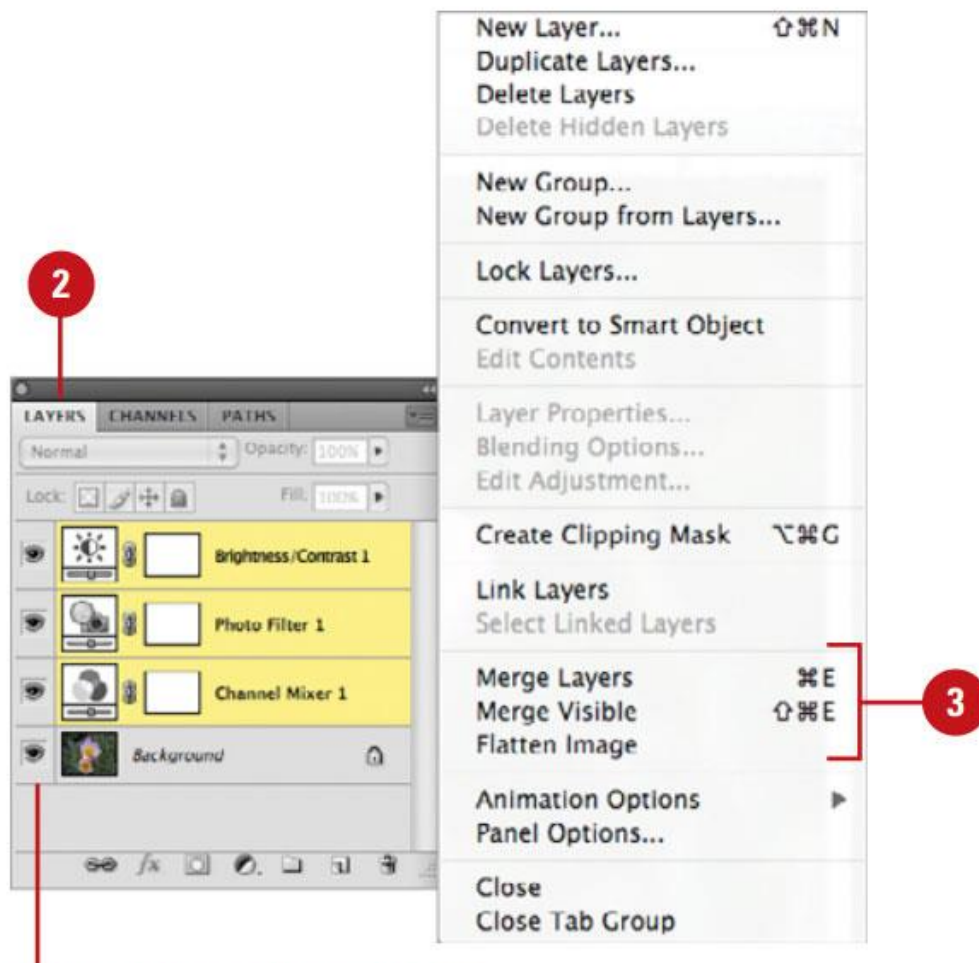 2
LAYERS CHANNELS PATHS
Normal Opacity: 100%
Lock: Fill: 100%
Brightness/Contrast 1
Photo Filter 1
Channel Mixer 1
Background
fx
New Layer... ⇧⌘N
Duplicate Layers...
Delete Layers
Delete Hidden Layers
New Group...
New Group from Layers...
Lock Layers...
Convert to Smart Object
Edit Contents
Layer Properties...
Blending Options...
Edit Adjustment...
Create Clipping Mask ⌥⌘G
Link Layers
Select Linked Layers
Merge Layers ⌘E
Merge Visible ⇧⌘E
Flatten Image
Animation Options
Panel Options...
Close
Close Tab Group
3